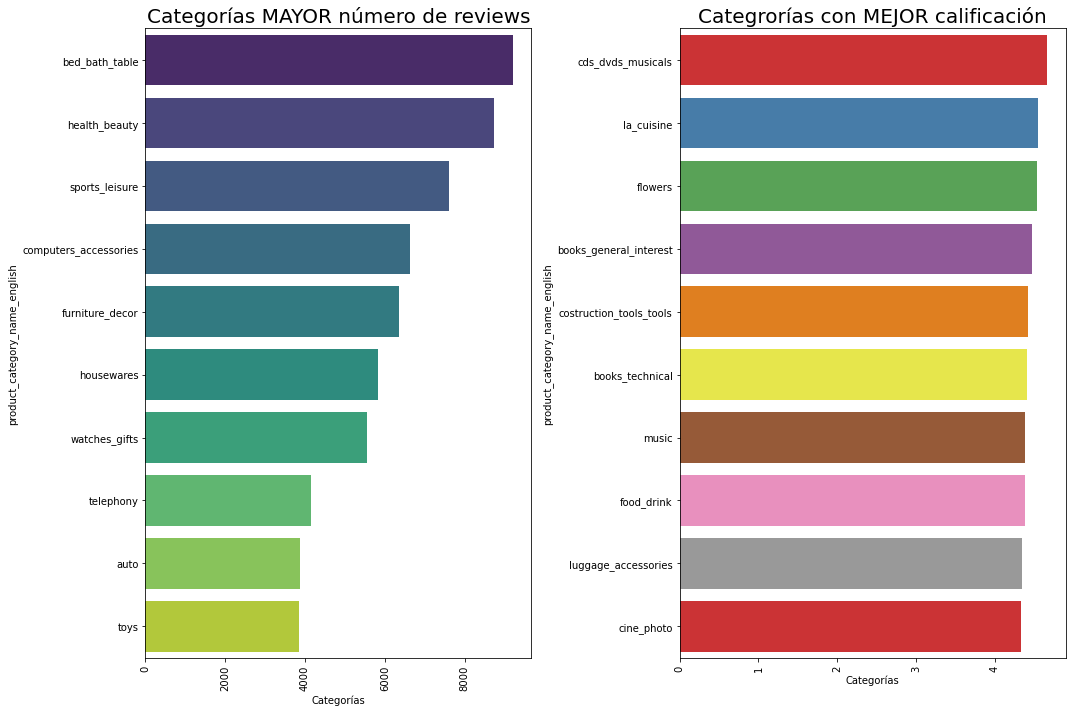 Categorías MAYOR número de reviews
product_category_name_english
bed_bath_table
health_beauty
sports_leisure
computers_accessories
furniture_decor
housewares
watches_gifts
telephony
auto
toys
0
2000
4000
6000
8000
Categorías
Categrorías con MEJOR calificación
product_category_name_english
cds_dvds_musicals
la_cuisine
flowers
books_general_interest
costruction_tools_tools
books_technical
music
food_drink
luggage_accessories
cine_photo
0
1
2
3
4
Categorías